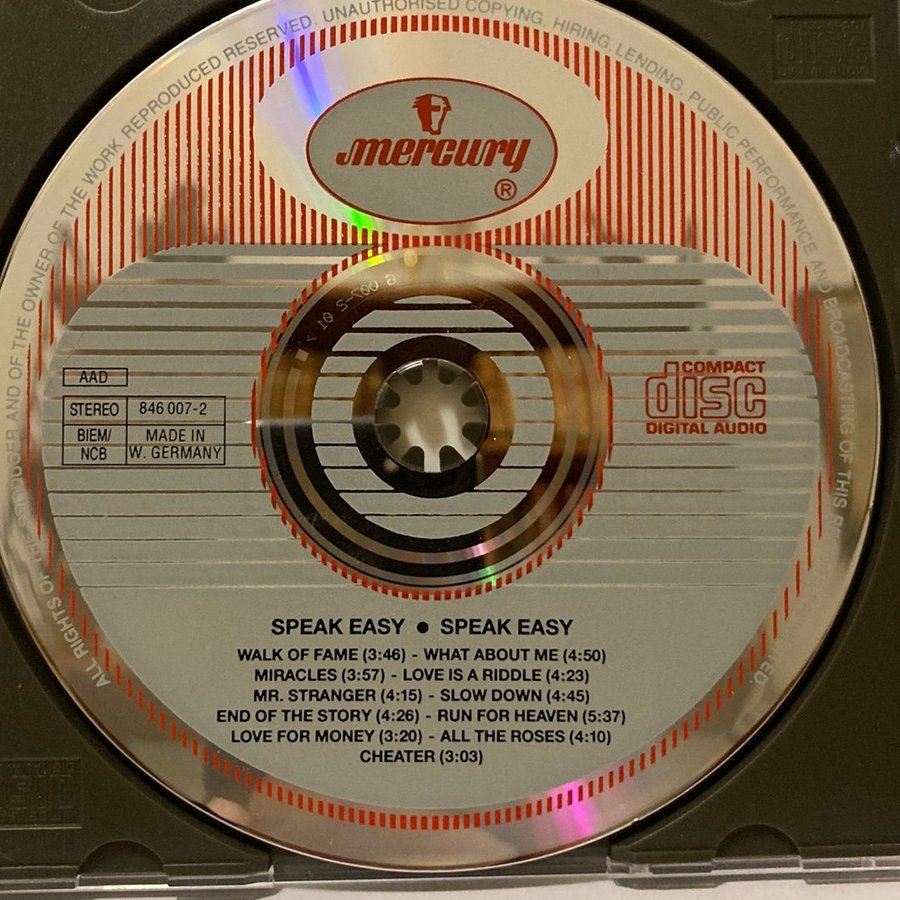 ALL RIGHTS OF THE PRODUCER AND OF THE OWNER OF THE WORK REPRODUCED RESERVED. UNAUTHORISED COPYING, HIRING, LENDING, PUBLIC PERFORMANCE AND BROADCASTING OF THIS
mercury
®
6 007-2 01
AAD
STEREO 846 007-2
BIEM/ NCB MADE IN W. GERMANY
COMPACT
disc
DIGITAL AUDIO
SPEAK EASY • SPEAK EASY
WALK OF FAME (3:46) - WHAT ABOUT ME (4:50)
MIRACLES (3:57) - LOVE IS A RIDDLE (4:23)
MR. STRANGER (4:15) - SLOW DOWN (4:45)
END OF THE STORY (4:26) - RUN FOR HEAVEN (5:37)
LOVE FOR MONEY (3:20) - ALL THE ROSES (4:10)
CHEATER (3:03)